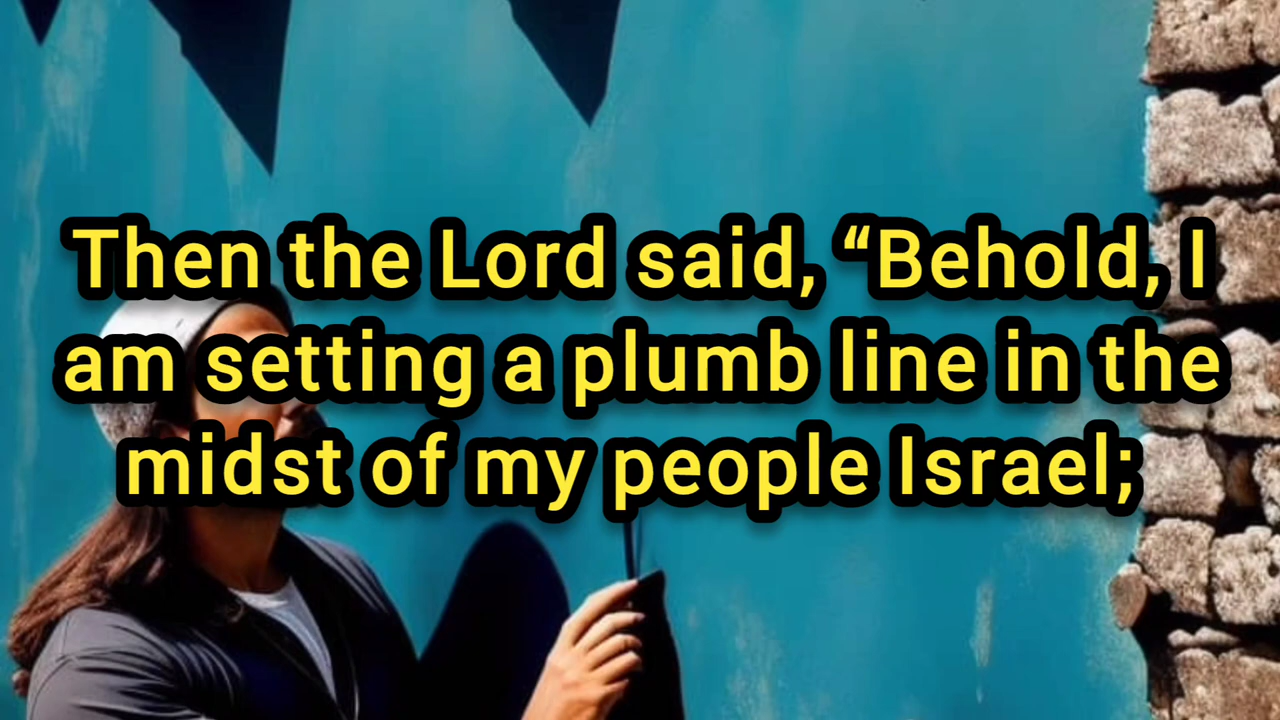 Then the Lord said, “Behold, I
am setting a plumb line in the
midst of my people Israel;